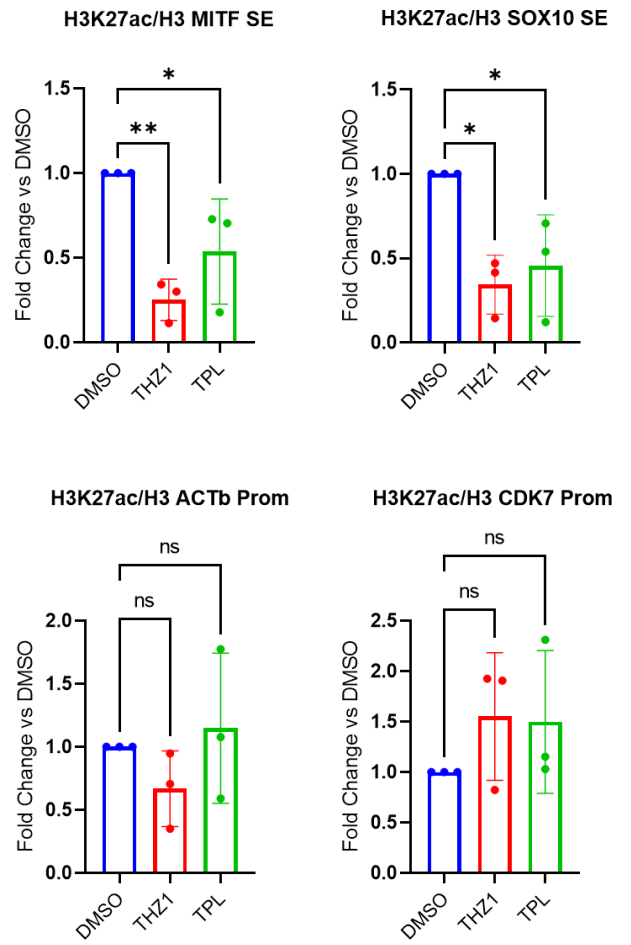 H3K27ac/H3 MITF SE
*
**
Fold Change vs DMSO
1.5
1.0
0.5
0.0
DMSO
THZ1
TPL
H3K27ac/H3 SOX10 SE
*
*
Fold Change vs DMSO
1.5
1.0
0.5
0.0
DMSO
THZ1
TPL
H3K27ac/H3 ACTb Prom
ns
ns
Fold Change vs DMSO
2.0
1.5
1.0
0.5
0.0
DMSO
THZ1
TPL
H3K27ac/H3 CDK7 Prom
ns
ns
Fold Change vs DMSO
2.5
2.0
1.5
1.0
0.5
0.0
DMSO
THZ1
TPL